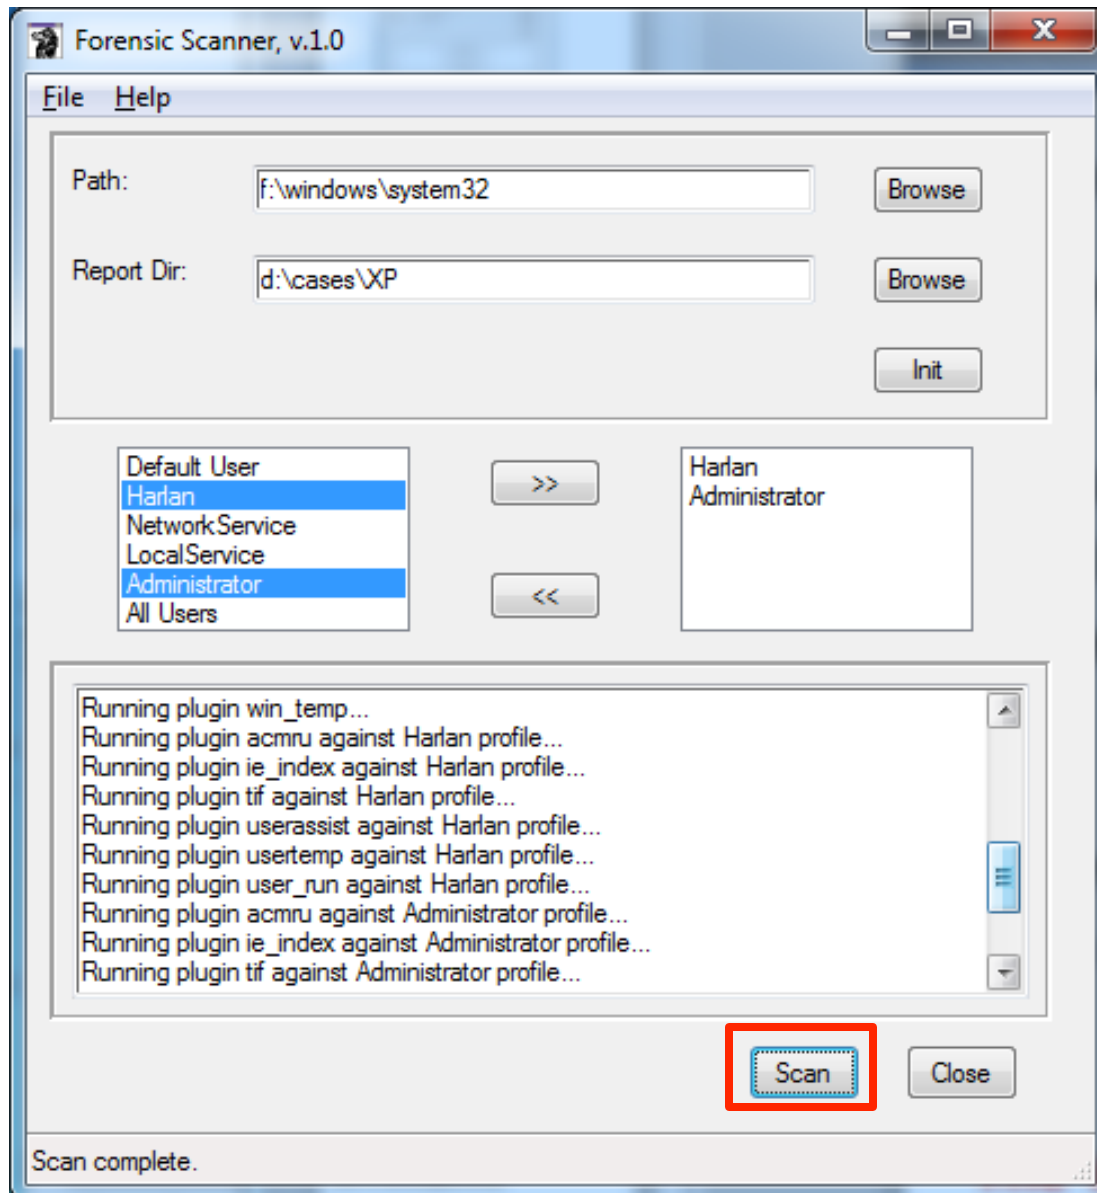 Forensic Scanner, v.1.0
File Help
Path: f:\windows\system32 Browse
Report Dir: d:\cases\XP Browse
Init
Default User
Harlan
NetworkService
LocalService
Administrator
All Users
>>
<<
Harlan
Administrator
Running plugin win_temp...
Running plugin acmru against Harlan profile...
Running plugin ie_index against Harlan profile...
Running plugin tif against Harlan profile...
Running plugin userassist against Harlan profile...
Running plugin usertemp against Harlan profile...
Running plugin user_run against Harlan profile...
Running plugin acmru against Administrator profile...
Running plugin ie_index against Administrator profile...
Running plugin tif against Administrator profile...
Scan Close
Scan complete.